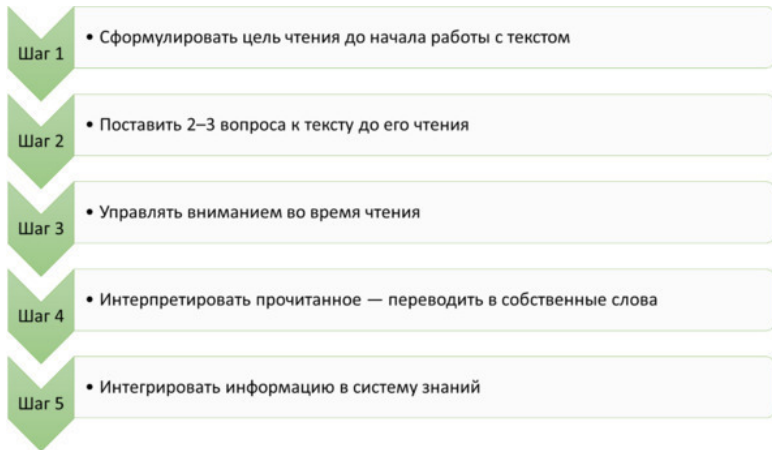 Шаг 1
• Сформулировать цель чтения до начала работы с текстом
Шаг 2
• Поставить 2–3 вопроса к тексту до его чтения
Шаг 3
• Управлять вниманием во время чтения
Шаг 4
• Интерпретировать прочитанное — переводить в собственные слова
Шаг 5
• Интегрировать информацию в систему знаний